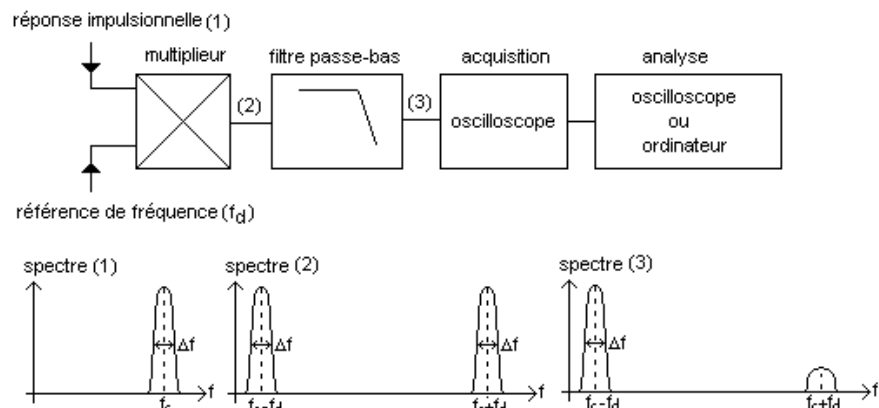 réponse impulsionnelle (1)
multiplieur
filtre passe-bas
acquisition
analyse
(2)
(3)
oscilloscope
oscilloscope
ou
ordinateur
référence de fréquence (fd)
spectre (1)
spectre (2)
spectre (3)
Δf
f
Δf
Δf
f
Δf
f
fc
fc-fd
fc+fd
fc-fd
fc+fd